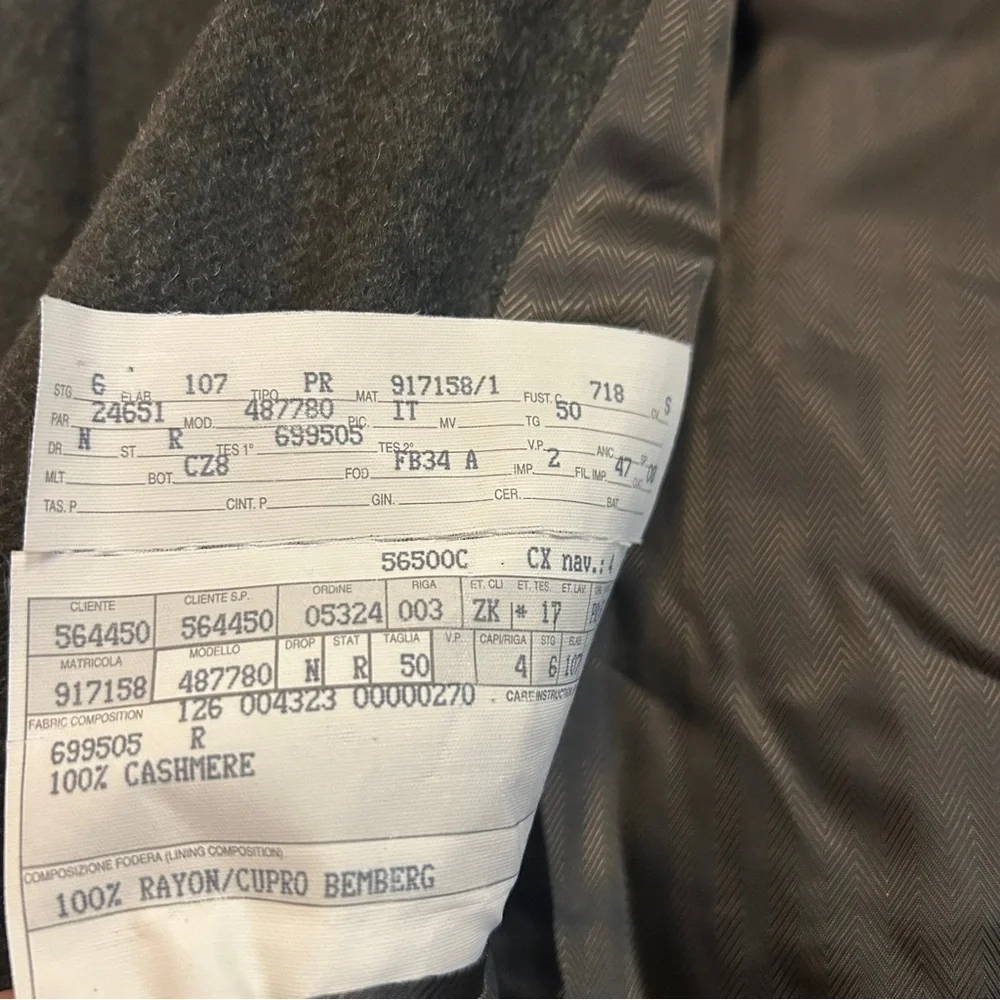 STG. 6 ELAB. 107 TIPO PR MAT. 917158/1 FUST. C. 718 S
PAR. 24651 MOD. 487780 PIC. IT MV TG 50
DR. N ST. R TES 1° 699505 TES 2° V.P. 2 ANC. 47
MLT. BOT. CZ8 FOD. FB34 A IMP. FIL. IMP. 00
TAS. P. CINT. P. GIN. CER. BAT.
56500C CX nav.:
CLIENTE CLIENTE S.P. ORDINE RIGA ET. CLI ET. TES. ET. LAV.
564450 564450 05324 003 ZK * 17
MATRICOLA MODELLO DROP STAT TAGLIA V.P. CAPI/RIGA STG ELAB
917158 487780 N R 50 4 6 107
FABRIC COMPOSITION 126 004323 00000270 CARE INSTRUCTION
699505 R
100% CASHMERE
COMPOSIZIONE FODERA (LINING COMPOSITION)
100% RAYON/CUPRO BEMBERG